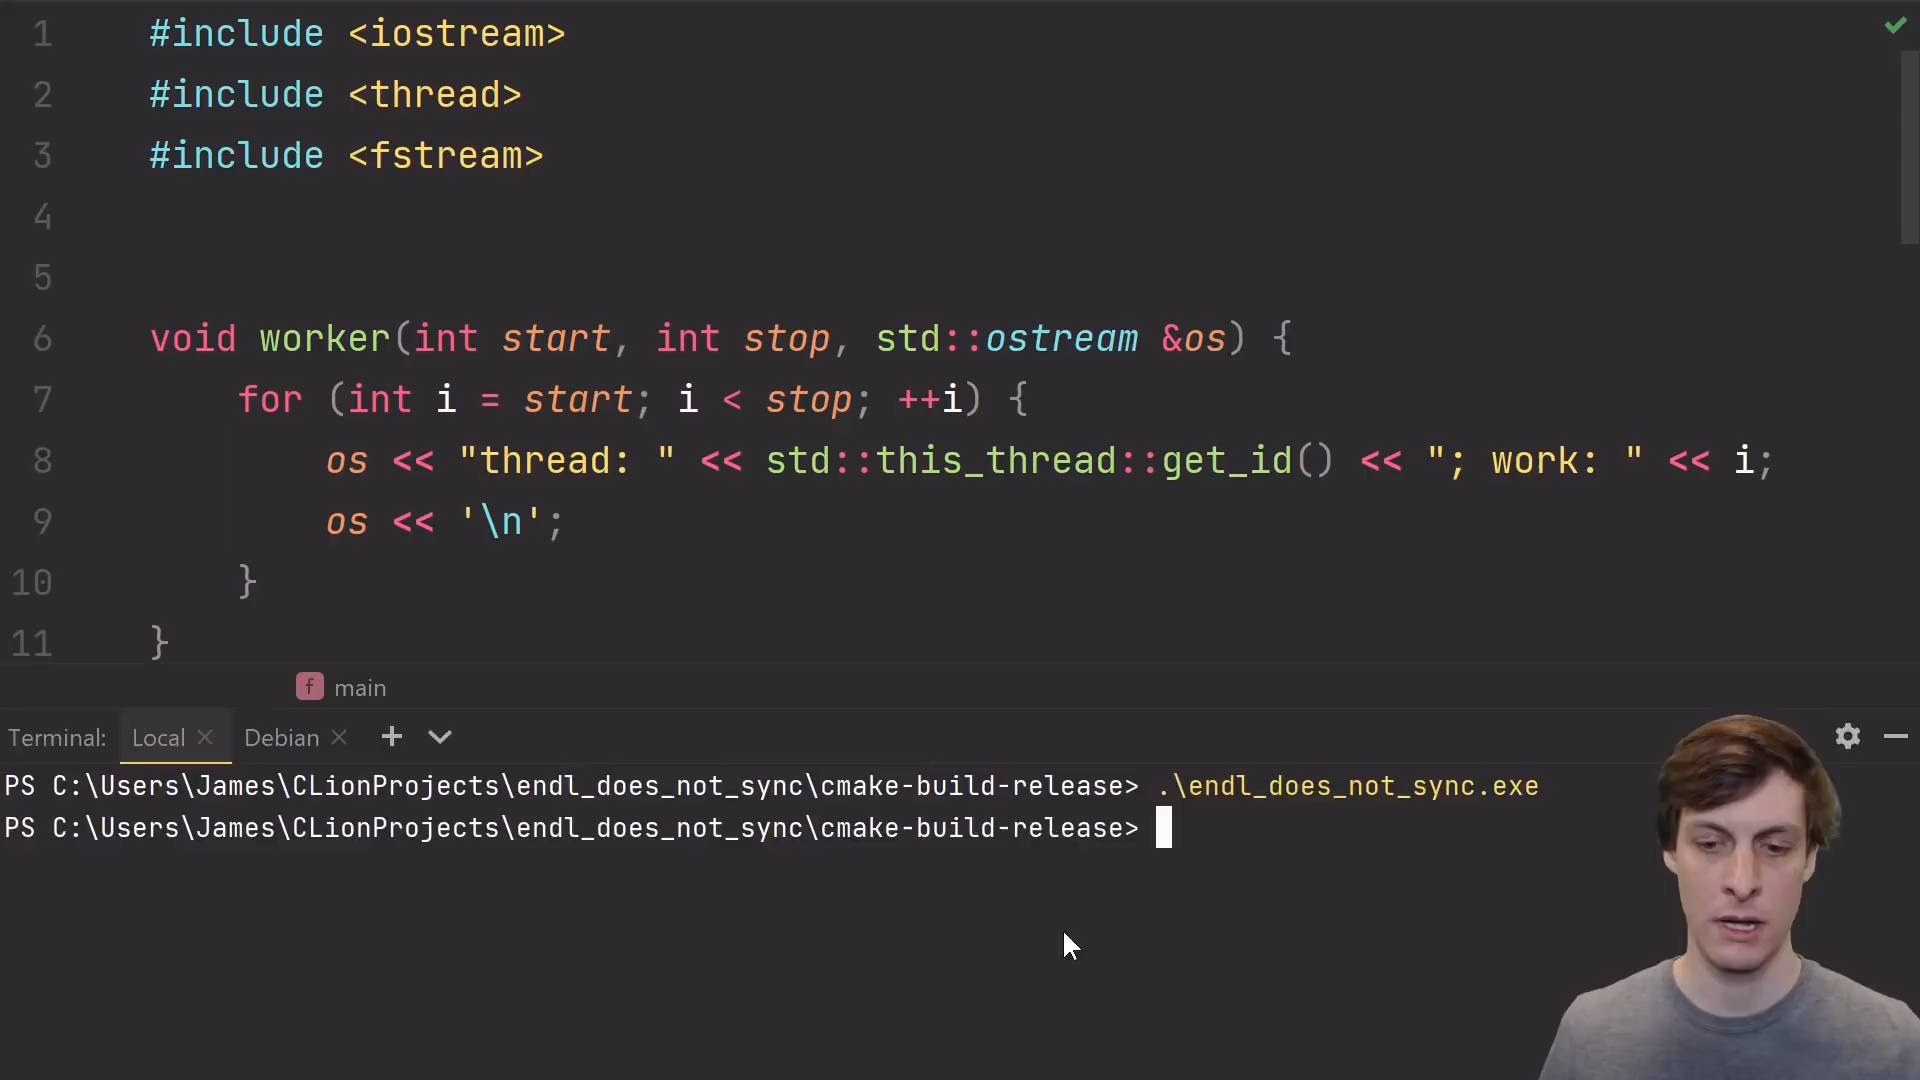 1 #include <iostream>
2 #include <thread>
3 #include <fstream>
4
5
6 void worker(int start, int stop, std::ostream &os) {
7 for (int i = start; i < stop; ++i) {
8 os << "thread: " << std::this_thread::get_id() << "; work: " << i;
9 os << '\n';
10 }
11 }
f main
Terminal: Local × Debian ×
PS C:\Users\James\CLionProjects\endl_does_not_sync\cmake-build-release> .\endl_does_not_sync.exe
PS C:\Users\James\CLionProjects\endl_does_not_sync\cmake-build-release>